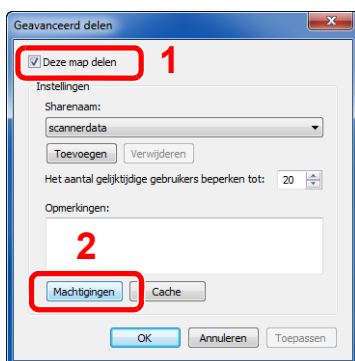 Geavanceerd delen
Deze map delen
1
Instellingen
Sharenaam:
scannerdata
Toevoegen Verwijderen
Het aantal gelijktijdige gebruikers beperken tot: 20
Opmerkingen:
2
Machtigingen Cache
OK Annuleren Toepassen